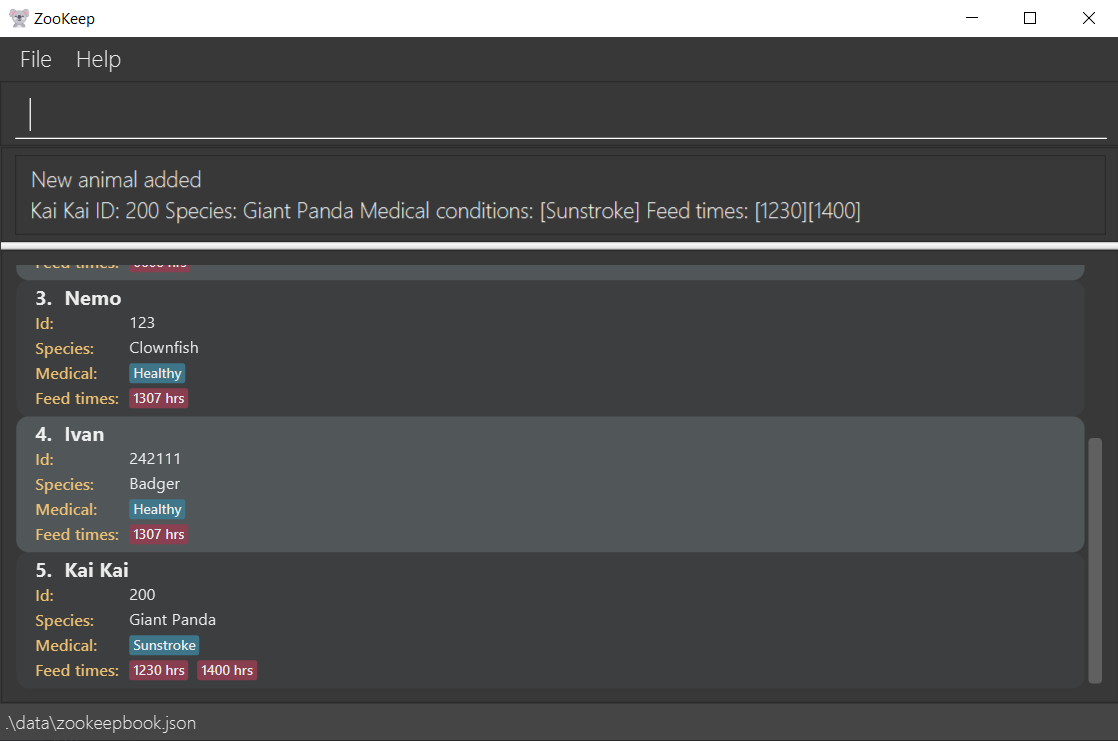 ZooKeep
File Help
New animal added
Kai Kai ID: 200 Species: Giant Panda Medical conditions: [Sunstroke] Feed times: [1230][1400]
Feed times:
3. Nemo
Id: 123
Species: Clownfish
Medical: Healthy
Feed times: 1307 hrs
4. Ivan
Id: 242111
Species: Badger
Medical: Healthy
Feed times: 1307 hrs
5. Kai Kai
Id: 200
Species: Giant Panda
Medical: Sunstroke
Feed times: 1230 hrs 1400 hrs
.\data\zookeepbook.json